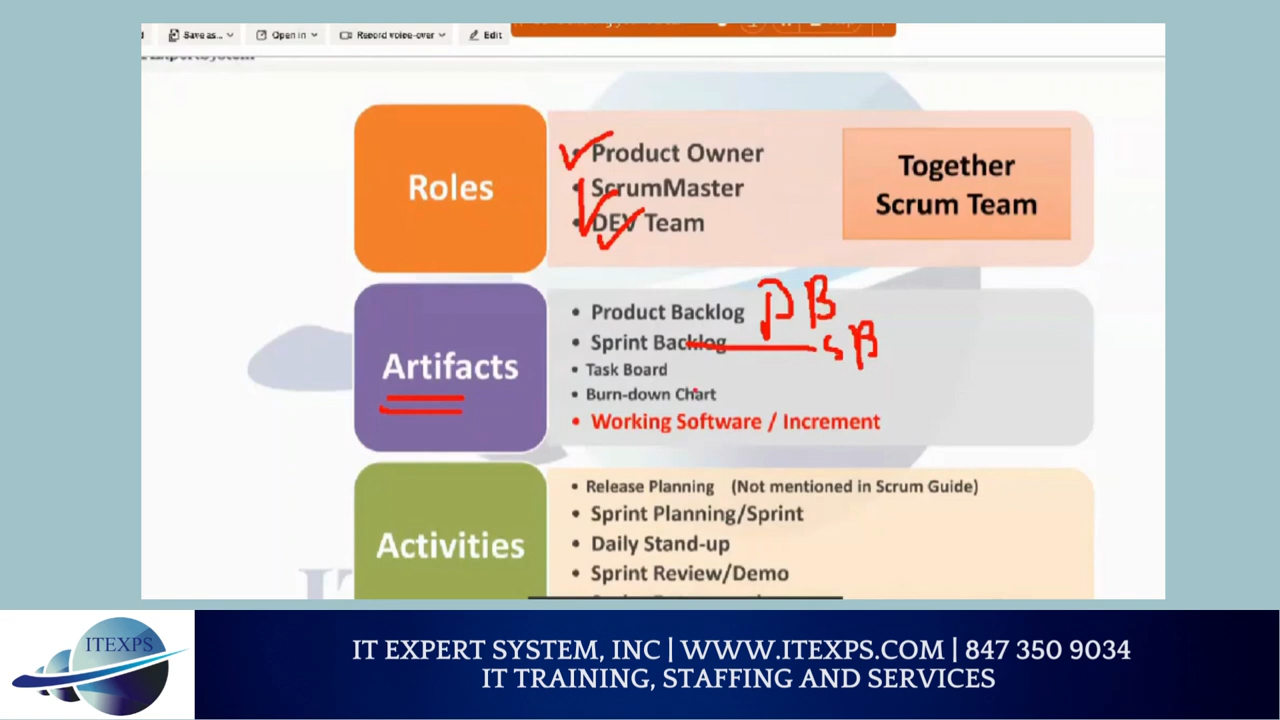 Save as...
Open in
Record voice-over
Edit
Roles
• Product Owner
• ScrumMaster
• DEV Team
Together
Scrum Team
Artifacts
• Product Backlog
PB
• Sprint Backlog
SB
• Task Board
• Burn-down Chart
• Working Software / Increment
Activities
• Release Planning (Not mentioned in Scrum Guide)
• Sprint Planning/Sprint
• Daily Stand-up
• Sprint Review/Demo
ITEXPS
IT EXPERT SYSTEM, INC | WWW.ITEXPS.COM | 847 350 9034
IT TRAINING, STAFFING AND SERVICES